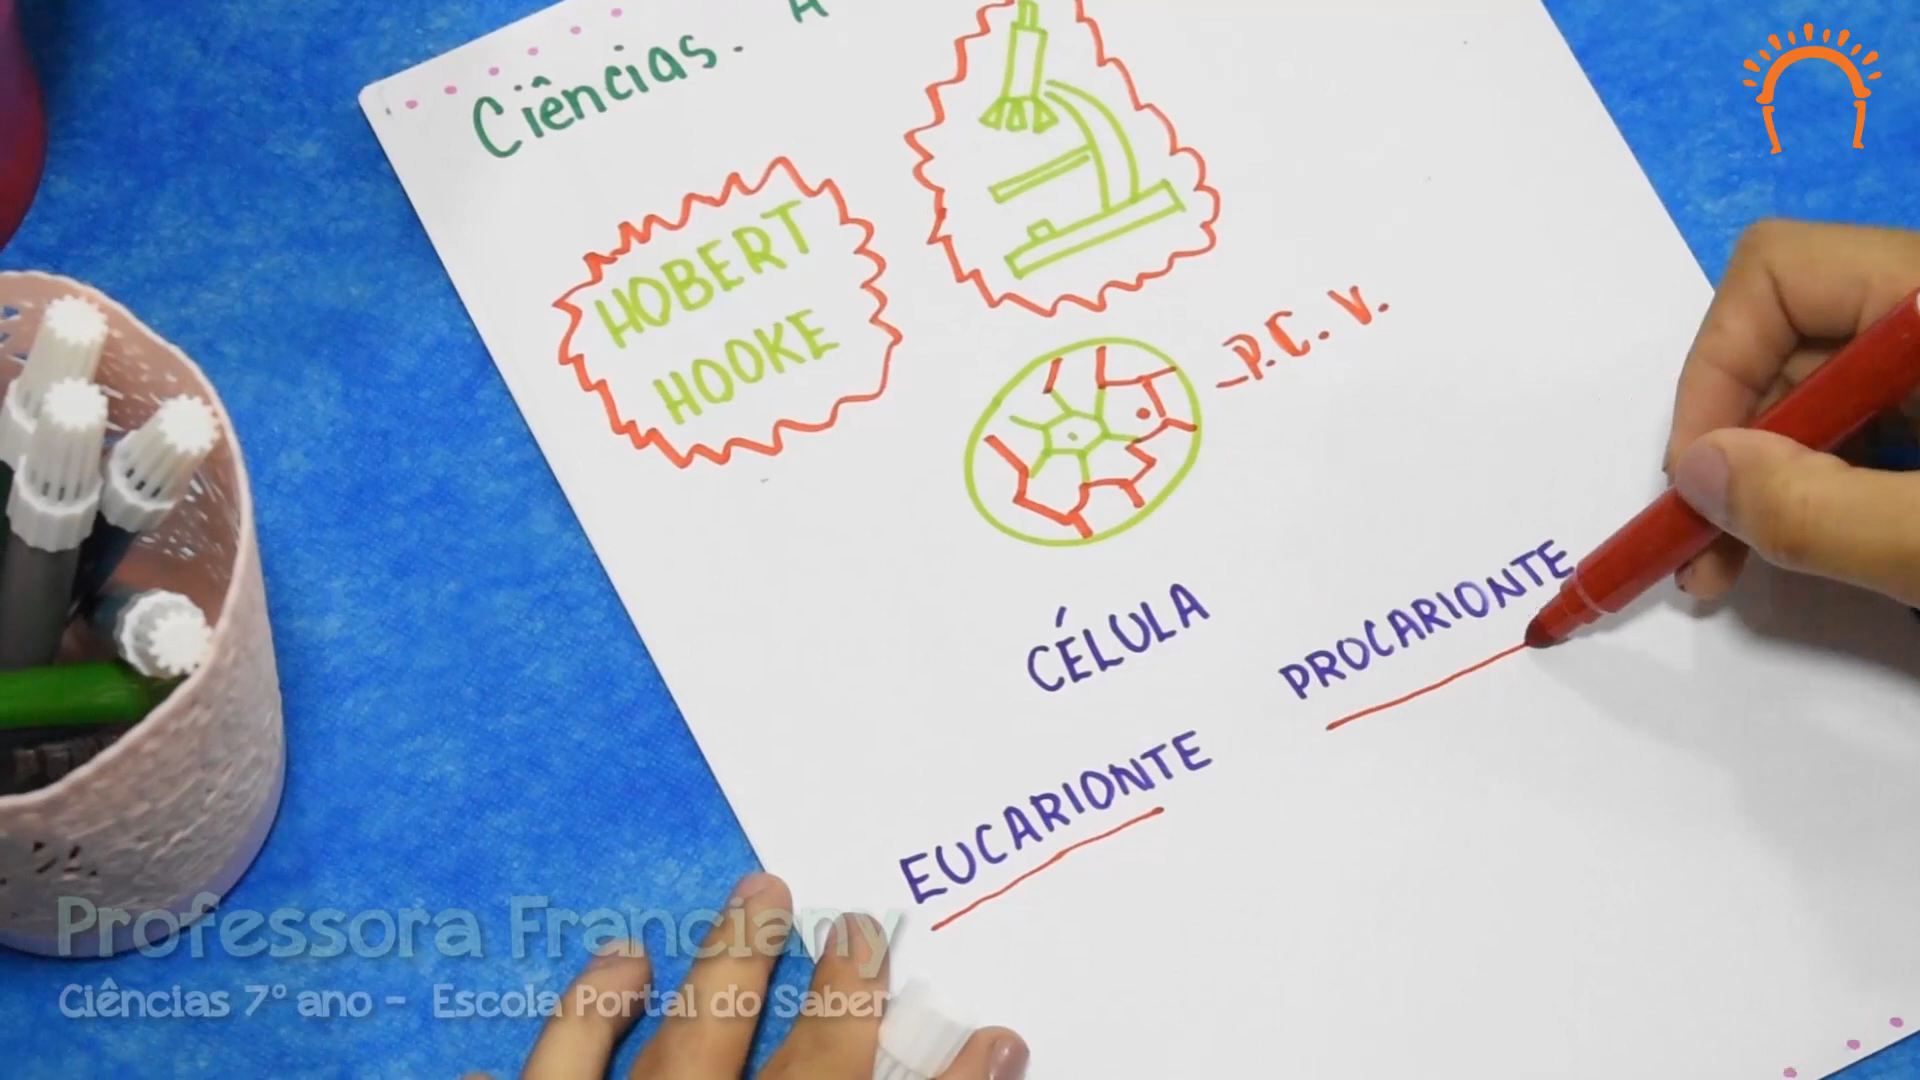 Ciências.
HOBERT
HOOKE
P.C.V.
CÉLULA
PROCARIONTE
EUCARIONTE
Professora Franciany
Ciências 7º ano - Escola Portal do Saber